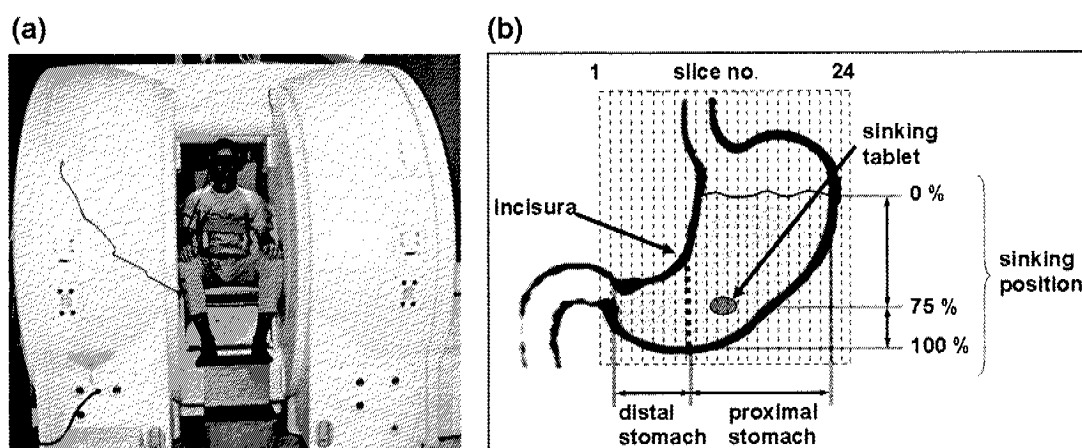 (a)
(b)
1 slice no. 24
sinking
tablet
0 %
incisura
sinking
position
75 %
100 %
distal
stomach
proximal
stomach